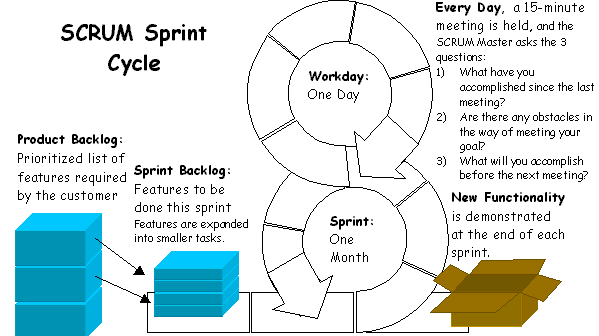 SCRUM Sprint
Cycle
Every Day, a 15-minute
meeting is held, and the
SCRUM Master asks the 3
questions:
1) What have you
accomplished since the last
meeting?
2) Are there any obstacles in
the way of meeting your
goal?
3) What will you accomplish
before the next meeting?
Workday:
One Day
Product Backlog:
Prioritized list of
features required
by the customer
Sprint Backlog:
Features to be
done this sprint
Features are expanded
into smaller tasks.
Sprint:
One
Month
New Functionality
is demonstrated
at the end of each
sprint.